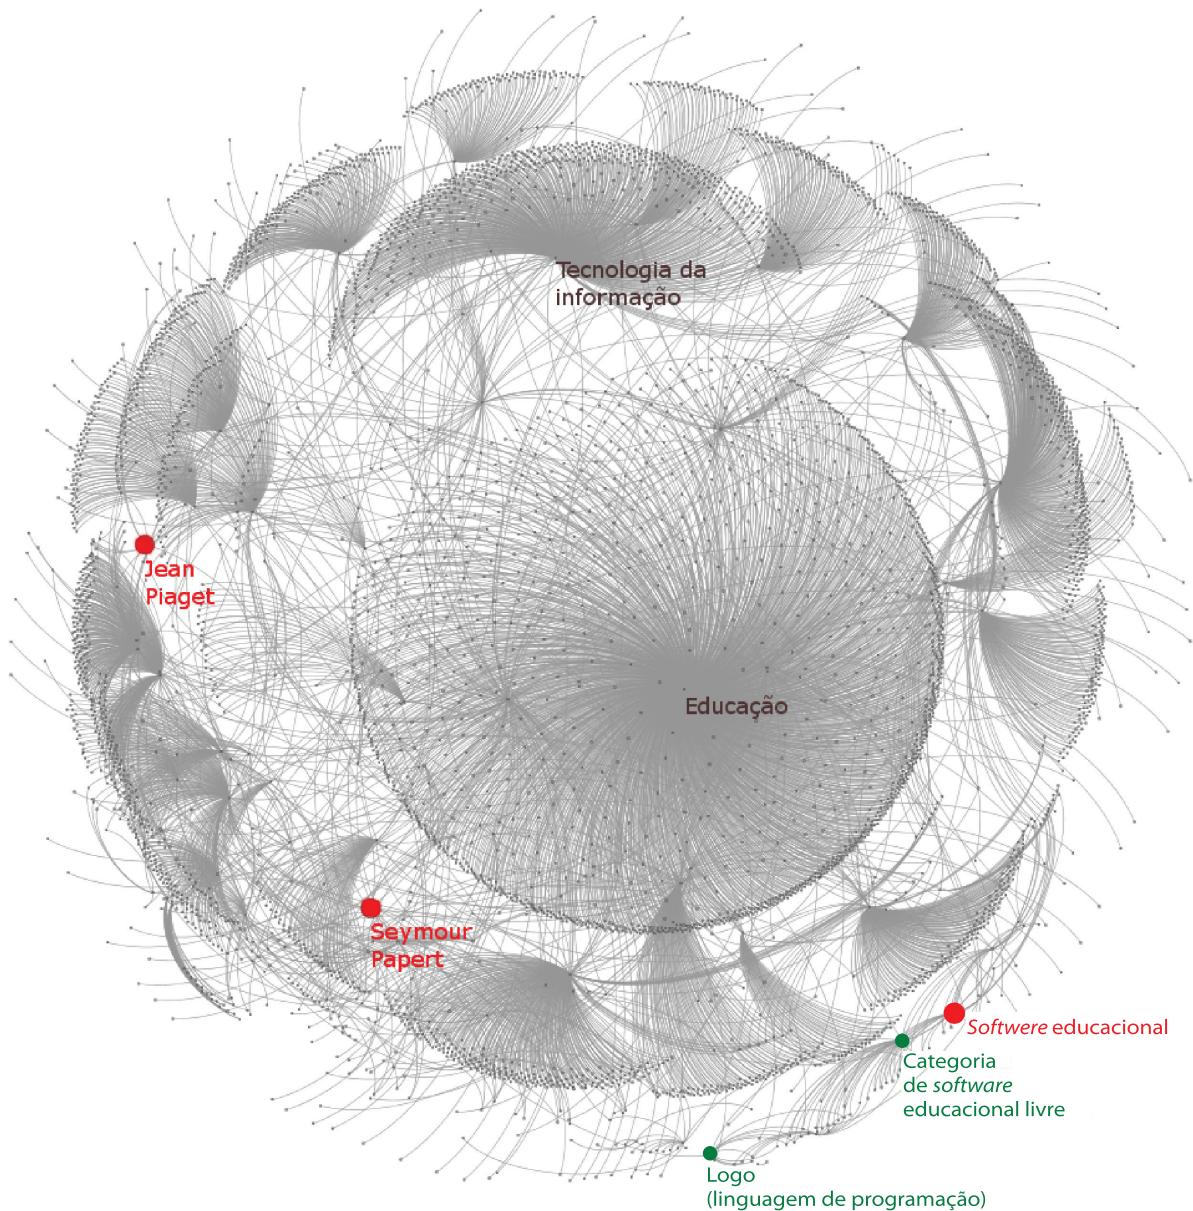 Tecnologia da
informação
Jean
Piaget
Educação
Seymour
Papert
Softwere educacional
Categoria
de software
educacional livre
Logo
(linguagem de programação)